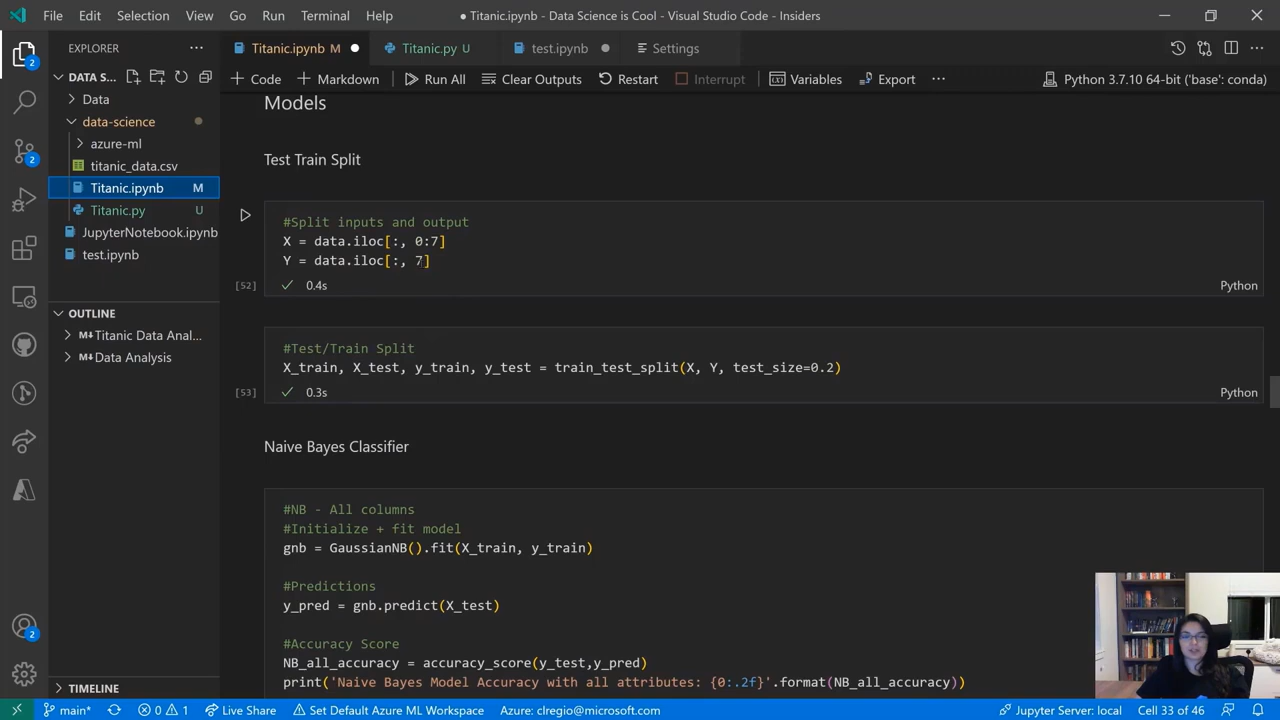 File Edit Selection View Go Run Terminal Help ● Titanic.ipynb - Data Science is Cool - Visual Studio Code - Insiders
EXPLORER
Titanic.ipynb M
Titanic.py U
test.ipynb
Settings
DATA S...
Code
Markdown
Run All
Clear Outputs
Restart
Interrupt
Variables
Export
Python 3.7.10 64-bit ('base': conda)
Data
data-science
azure-ml
titanic_data.csv
Titanic.ipynb M
Titanic.py U
JupyterNotebook.ipynb
test.ipynb
OUTLINE
M↓Titanic Data Anal...
M↓Data Analysis
TIMELINE
2
2
2
Models
Test Train Split
#Split inputs and output
X = data.iloc[:, 0:7]
Y = data.iloc[:, 7]
[52] 0.4s Python
#Test/Train Split
X_train, X_test, y_train, y_test = train_test_split(X, Y, test_size=0.2)
[53] 0.3s Python
Naive Bayes Classifier
#NB - All columns
#Initialize + fit model
gnb = GaussianNB().fit(X_train, y_train)
#Predictions
y_pred = gnb.predict(X_test)
#Accuracy Score
NB_all_accuracy = accuracy_score(y_test,y_pred)
print('Naive Bayes Model Accuracy with all attributes: {0:.2f}'.format(NB_all_accuracy))
main* 0 1 Live Share Set Default Azure ML Workspace Azure: clregio@microsoft.com Jupyter Server: local Cell 33 of 46